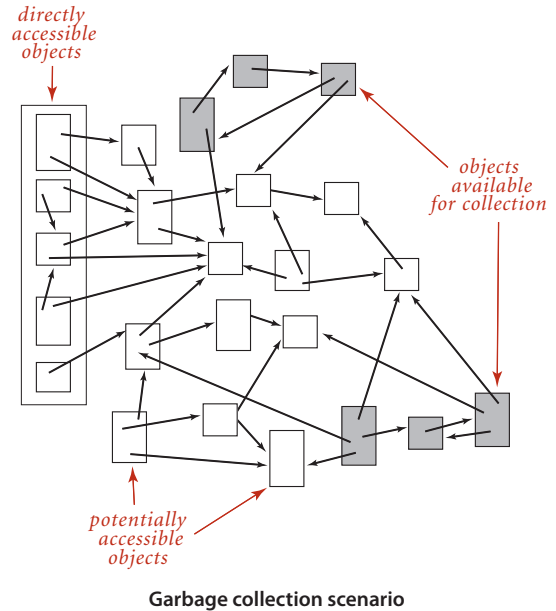 directly
accessible
objects
objects
available
for collection
potentially
accessible
objects
Garbage collection scenario